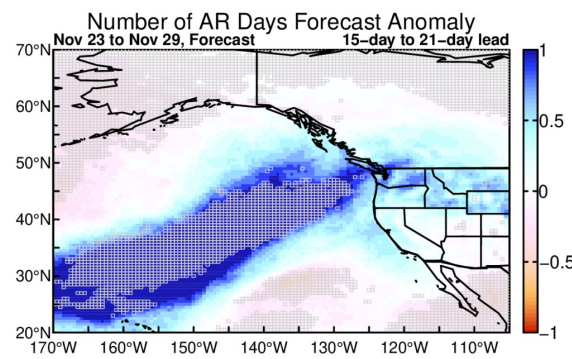 Number of AR Days Forecast Anomaly
Nov 23 to Nov 29, Forecast 15-day to 21-day lead
70°N
60°N
50°N
40°N
30°N
20°N
170°W 160°W 150°W 140°W 130°W 120°W 110°W
1
0.5
0
−0.5
−1